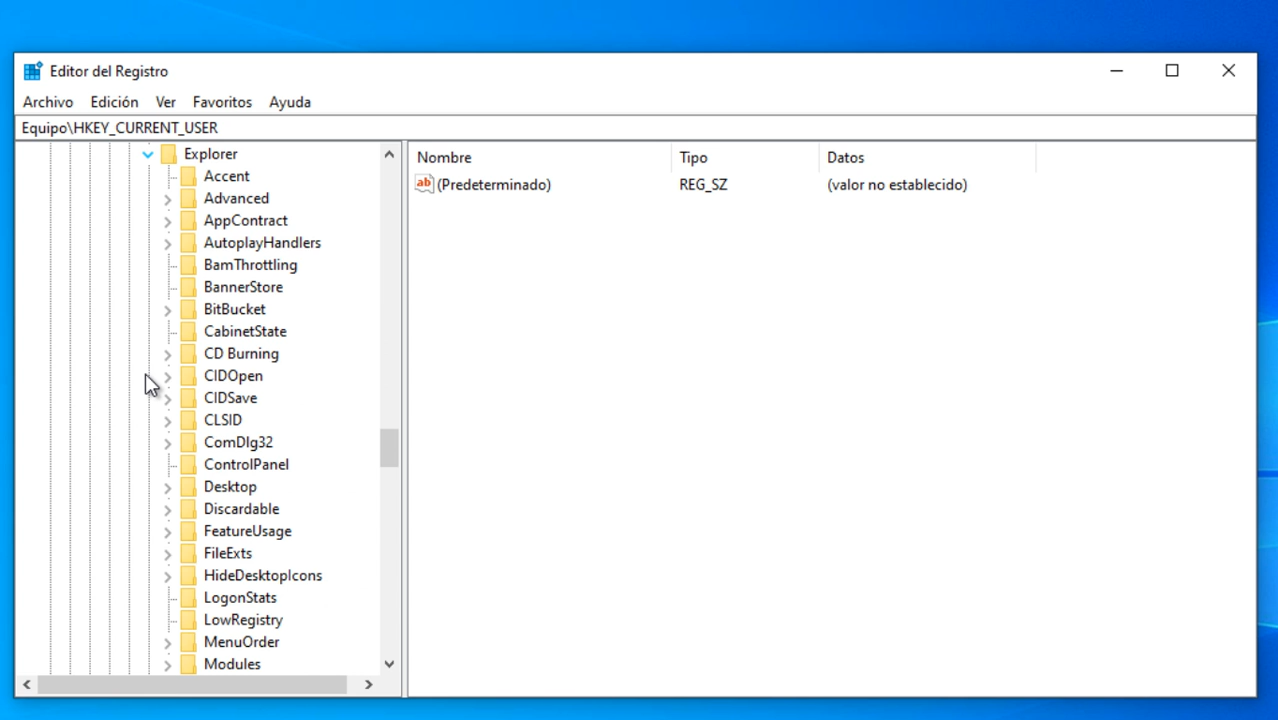 Editor del Registro
Archivo Edición Ver Favoritos Ayuda
Equipo\HKEY_CURRENT_USER
Explorer
Accent
Advanced
AppContract
AutoplayHandlers
BamThrottling
BannerStore
BitBucket
CabinetState
CD Burning
CIDOpen
CIDSave
CLSID
ComDlg32
ControlPanel
Desktop
Discardable
FeatureUsage
FileExts
HideDesktopIcons
LogonStats
LowRegistry
MenuOrder
Modules
Nombre Tipo Datos
ab (Predeterminado) REG_SZ (valor no establecido)